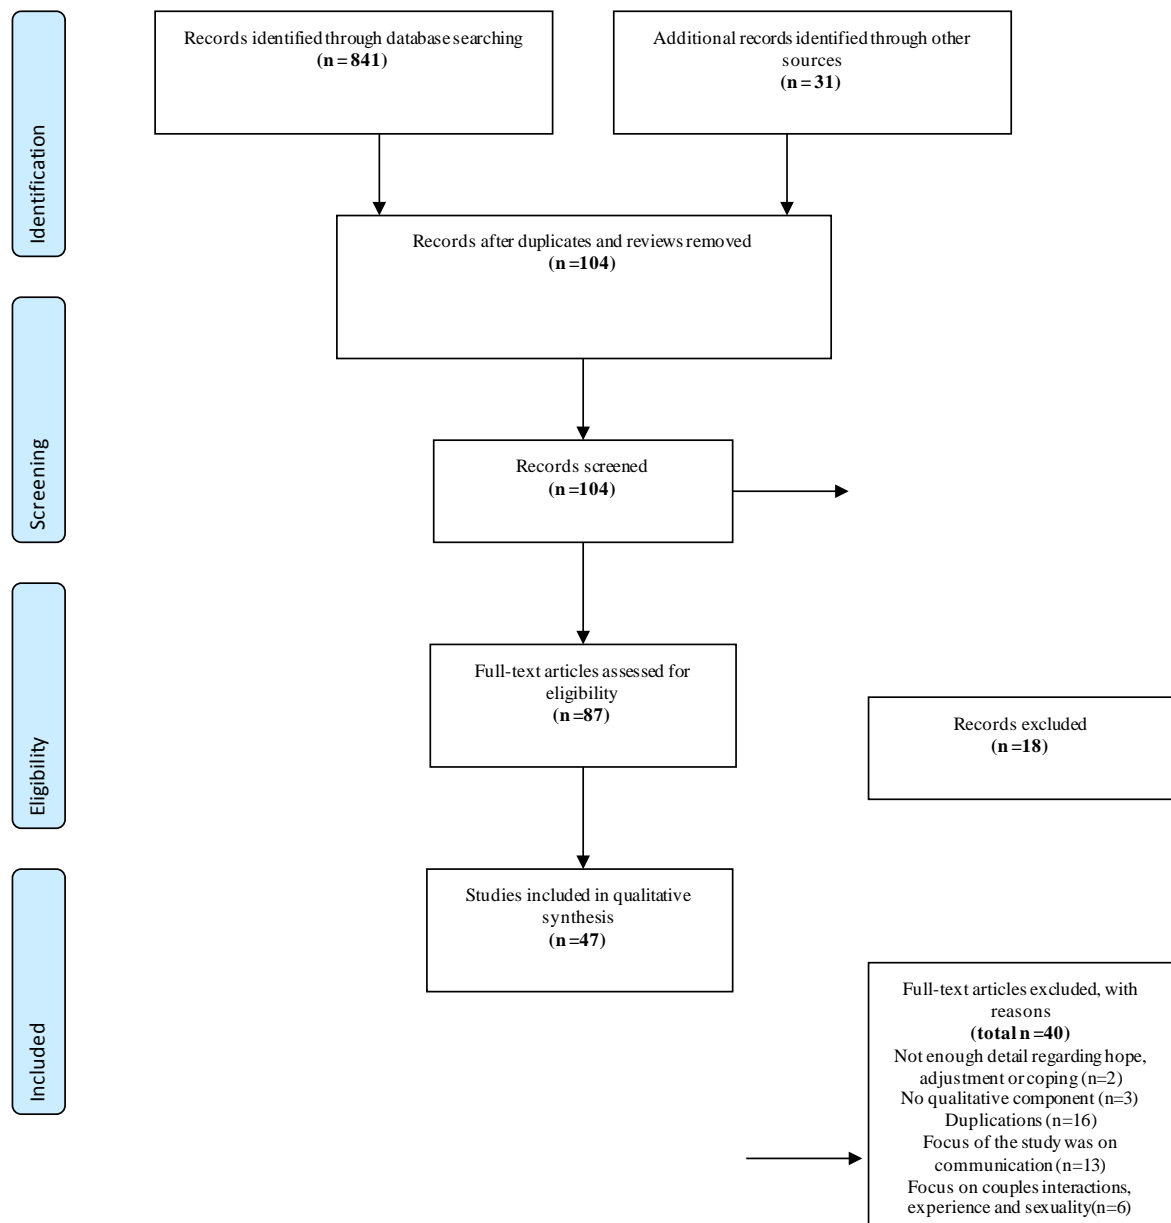 Identification
Records identified through database searching
(n = 841)
Additional records identified through other
sources
(n = 31)
Records after duplicates and reviews removed
(n =104)
Screening
Records screened
(n=104)
Eligibility
Full-text articles assessed for
eligibility
(n=87)
Records excluded
(n=18)
Included
Studies included in qualitative
synthesis
(n=47)
Full-text articles excluded, with
reasons
(total n=40)
Not enough detail regarding hope,
adjustment or coping (n=2)
No qualitative component (n=3)
Duplications (n=16)
Focus of the study was on
communication (n=13)
Focus on couples interactions,
experience and sexuality(n=6)